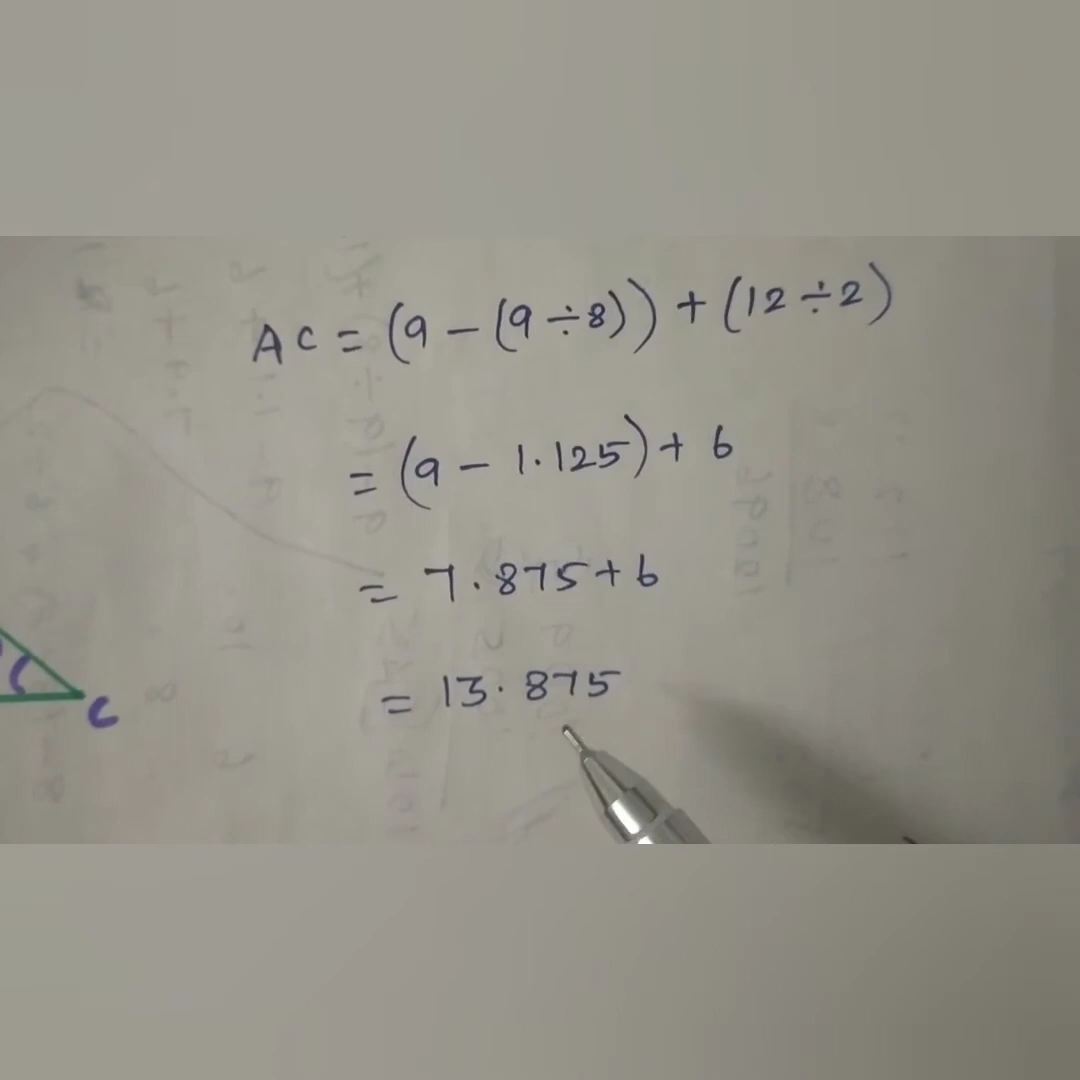 AC = (9 - (9 ÷ 8)) + (12 ÷ 2)
= (9 - 1.125) + 6
= 7.875 + 6
= 13.875
C